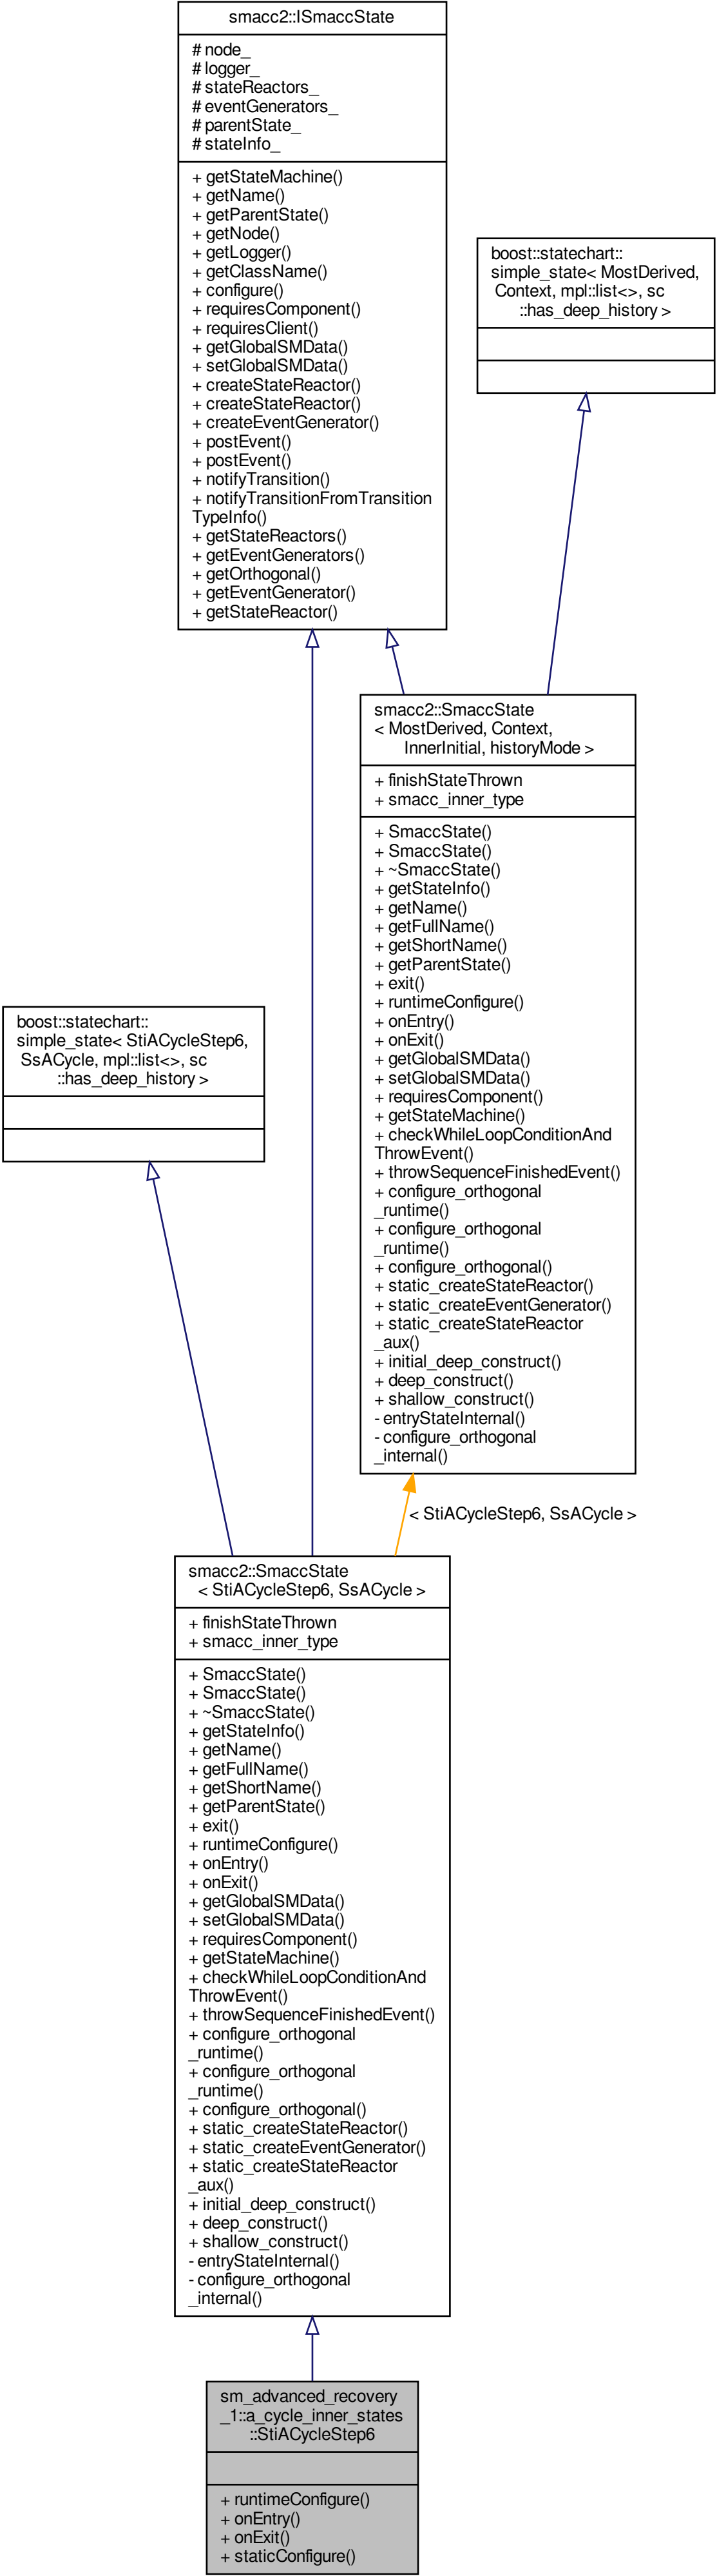 smacc2::ISmaccState
# node_
# logger_
# stateReactors_
# eventGenerators_
# parentState_
# stateInfo_
+ getStateMachine()
+ getName()
+ getParentState()
+ getNode()
+ getLogger()
+ getClassName()
+ configure()
+ requiresComponent()
+ requiresClient()
+ getGlobalSMData()
+ setGlobalSMData()
+ createStateReactor()
+ createStateReactor()
+ createEventGenerator()
+ postEvent()
+ postEvent()
+ notifyTransition()
+ notifyTransitionFromTransition
TypeInfo()
+ getStateReactors()
+ getEventGenerators()
+ getOrthogonal()
+ getEventGenerator()
+ getStateReactor()
boost::statechart::
simple_state< MostDerived,
Context, mpl::list<>, sc
::has_deep_history >
smacc2::SmaccState
< MostDerived, Context,
InnerInitial, historyMode >
+ finishStateThrown
+ smacc_inner_type
+ SmaccState()
+ SmaccState()
+ ~SmaccState()
+ getStateInfo()
+ getName()
+ getFullName()
+ getShortName()
+ getParentState()
+ exit()
+ runtimeConfigure()
+ onEntry()
+ onExit()
+ getGlobalSMData()
+ setGlobalSMData()
+ requiresComponent()
+ getStateMachine()
+ checkWhileLoopConditionAnd
ThrowEvent()
+ throwSequenceFinishedEvent()
+ configure_orthogonal
_runtime()
+ configure_orthogonal
_runtime()
+ configure_orthogonal()
+ static_createStateReactor()
+ static_createEventGenerator()
+ static_createStateReactor
_aux()
+ initial_deep_construct()
+ deep_construct()
+ shallow_construct()
- entryStateInternal()
- configure_orthogonal
_internal()
boost::statechart::
simple_state< StiACycleStep6,
SsACycle, mpl::list<>, sc
::has_deep_history >
< StiACycleStep6, SsACycle >
smacc2::SmaccState
< StiACycleStep6, SsACycle >
+ finishStateThrown
+ smacc_inner_type
+ SmaccState()
+ SmaccState()
+ ~SmaccState()
+ getStateInfo()
+ getName()
+ getFullName()
+ getShortName()
+ getParentState()
+ exit()
+ runtimeConfigure()
+ onEntry()
+ onExit()
+ getGlobalSMData()
+ setGlobalSMData()
+ requiresComponent()
+ getStateMachine()
+ checkWhileLoopConditionAnd
ThrowEvent()
+ throwSequenceFinishedEvent()
+ configure_orthogonal
_runtime()
+ configure_orthogonal
_runtime()
+ configure_orthogonal()
+ static_createStateReactor()
+ static_createEventGenerator()
+ static_createStateReactor
_aux()
+ initial_deep_construct()
+ deep_construct()
+ shallow_construct()
- entryStateInternal()
- configure_orthogonal
_internal()
sm_advanced_recovery
_1::a_cycle_inner_states
::StiACycleStep6
+ runtimeConfigure()
+ onEntry()
+ onExit()
+ staticConfigure()